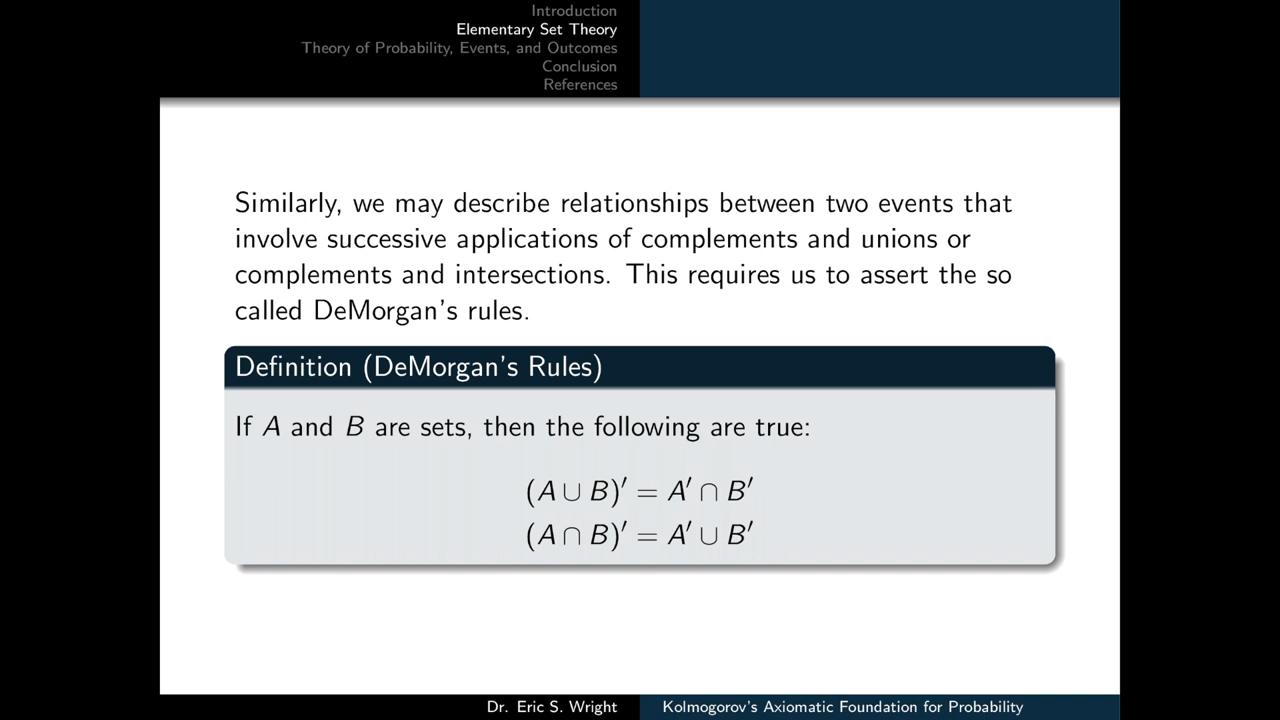 Introduction
Elementary Set Theory
Theory of Probability, Events, and Outcomes
Conclusion
References
Similarly, we may describe relationships between two events that
involve successive applications of complements and unions or
complements and intersections. This requires us to assert the so
called DeMorgan's rules.
Definition (DeMorgan's Rules)
If A and B are sets, then the following are true:
(A ∪ B)′ = A′ ∩ B′
(A ∩ B)′ = A′ ∪ B′
Dr. Eric S. Wright
Kolmogorov's Axiomatic Foundation for Probability